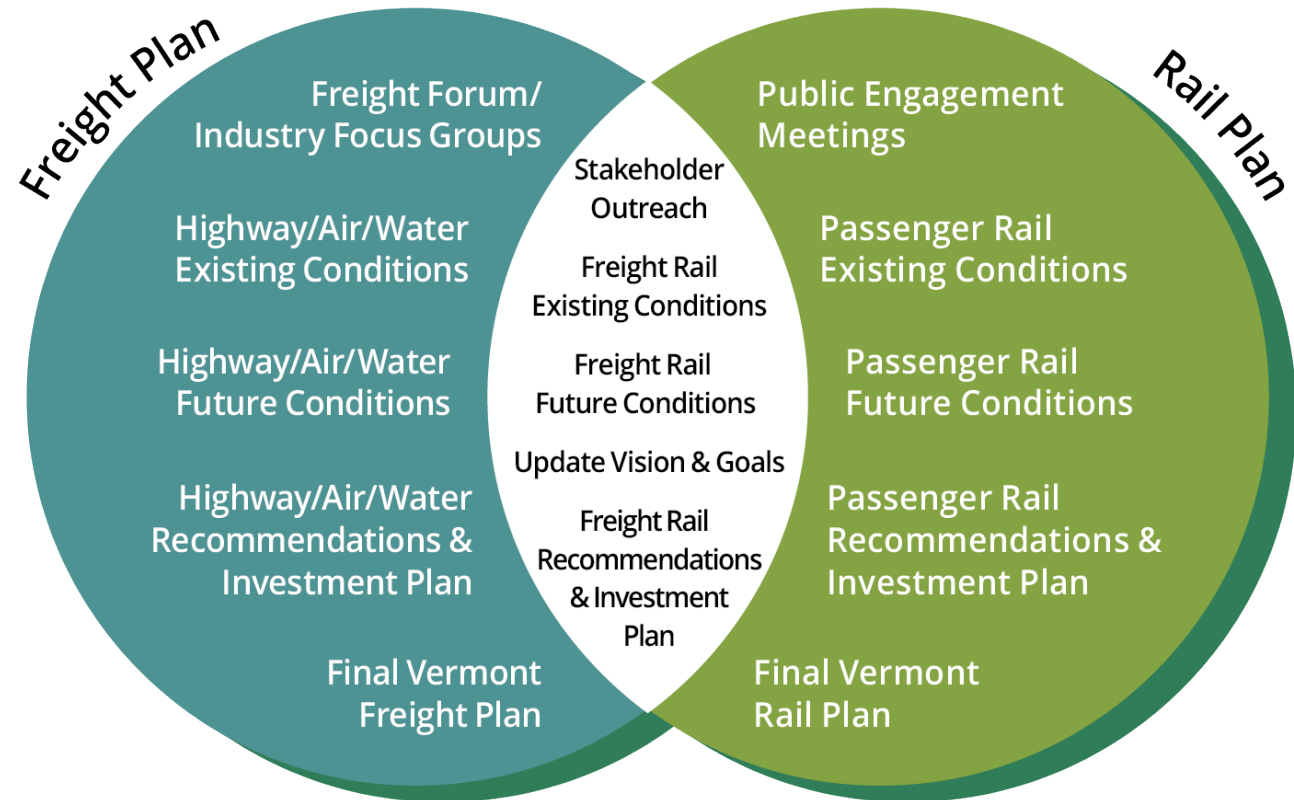 Freight Plan
Freight Forum/
Industry Focus Groups
Highway/Air/Water
Existing Conditions
Highway/Air/Water
Future Conditions
Highway/Air/Water
Recommendations &
Investment Plan
Final Vermont
Freight Plan
Stakeholder
Outreach
Freight Rail
Existing Conditions
Freight Rail
Future Conditions
Update Vision & Goals
Freight Rail
Recommendations
& Investment
Plan
Rail Plan
Public Engagement
Meetings
Passenger Rail
Existing Conditions
Passenger Rail
Future Conditions
Passenger Rail
Recommendations &
Investment Plan
Final Vermont
Rail Plan